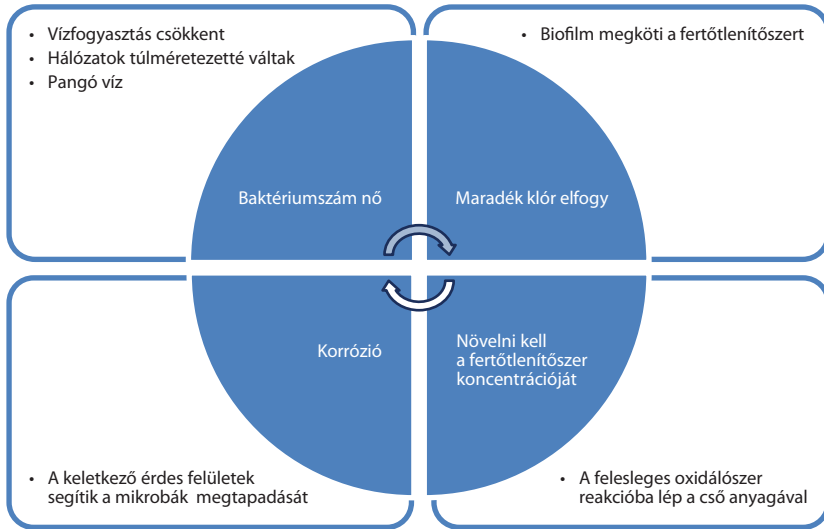 • Vízfogyasztás csökkent
• Hálózatok túlméretezetté váltak
• Pangó víz
• Biofilm megköti a fertőtlenítőszert
Baktériumszám nő
Maradék klór elfogy
Korrózió
Növelni kell
a fertőtlenítőszer
koncentrációját
• A keletkező érdes felületek
segítik a mikrobák megtapadását
• A felesleges oxidálószer
reakcióba lép a cső anyagával